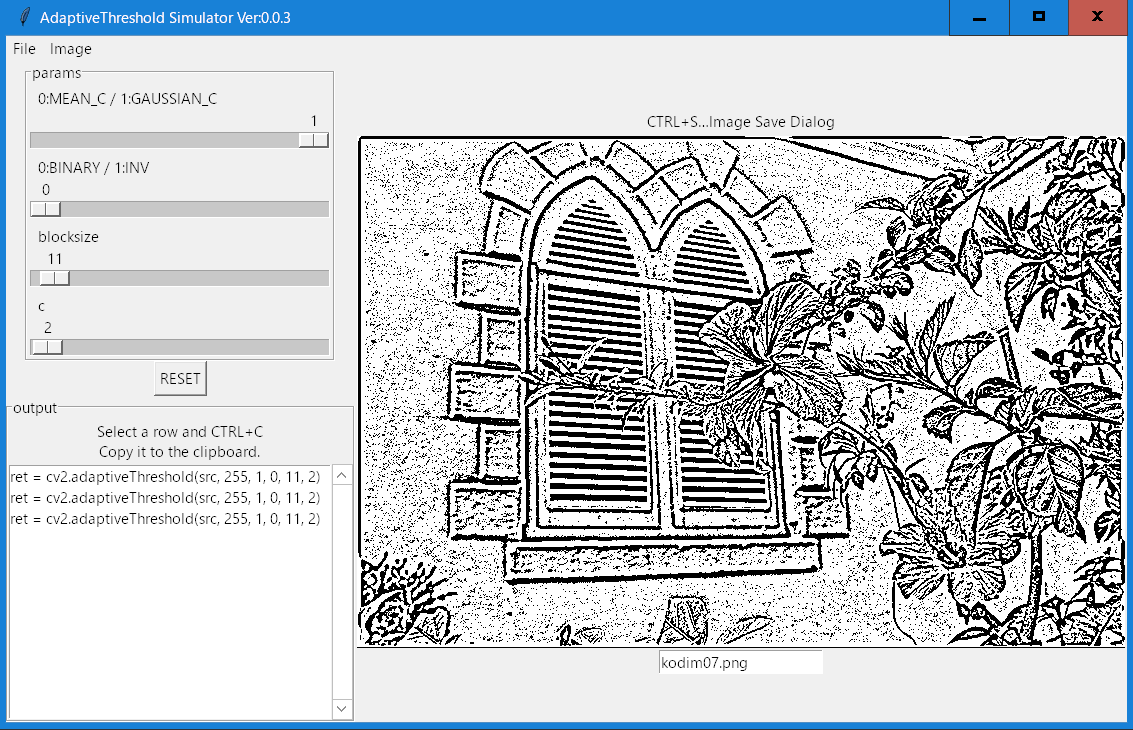 AdaptiveThreshold Simulator Ver:0.0.3
File Image
params
0:MEAN_C / 1:GAUSSIAN_C
1
0:BINARY / 1:INV
0
blocksize
11
c
2
RESET
output
Select a row and CTRL+C
Copy it to the clipboard.
ret = cv2.adaptiveThreshold(src, 255, 1, 0, 11, 2)
ret = cv2.adaptiveThreshold(src, 255, 1, 0, 11, 2)
ret = cv2.adaptiveThreshold(src, 255, 1, 0, 11, 2)
CTRL+S...Image Save Dialog
kodim07.png